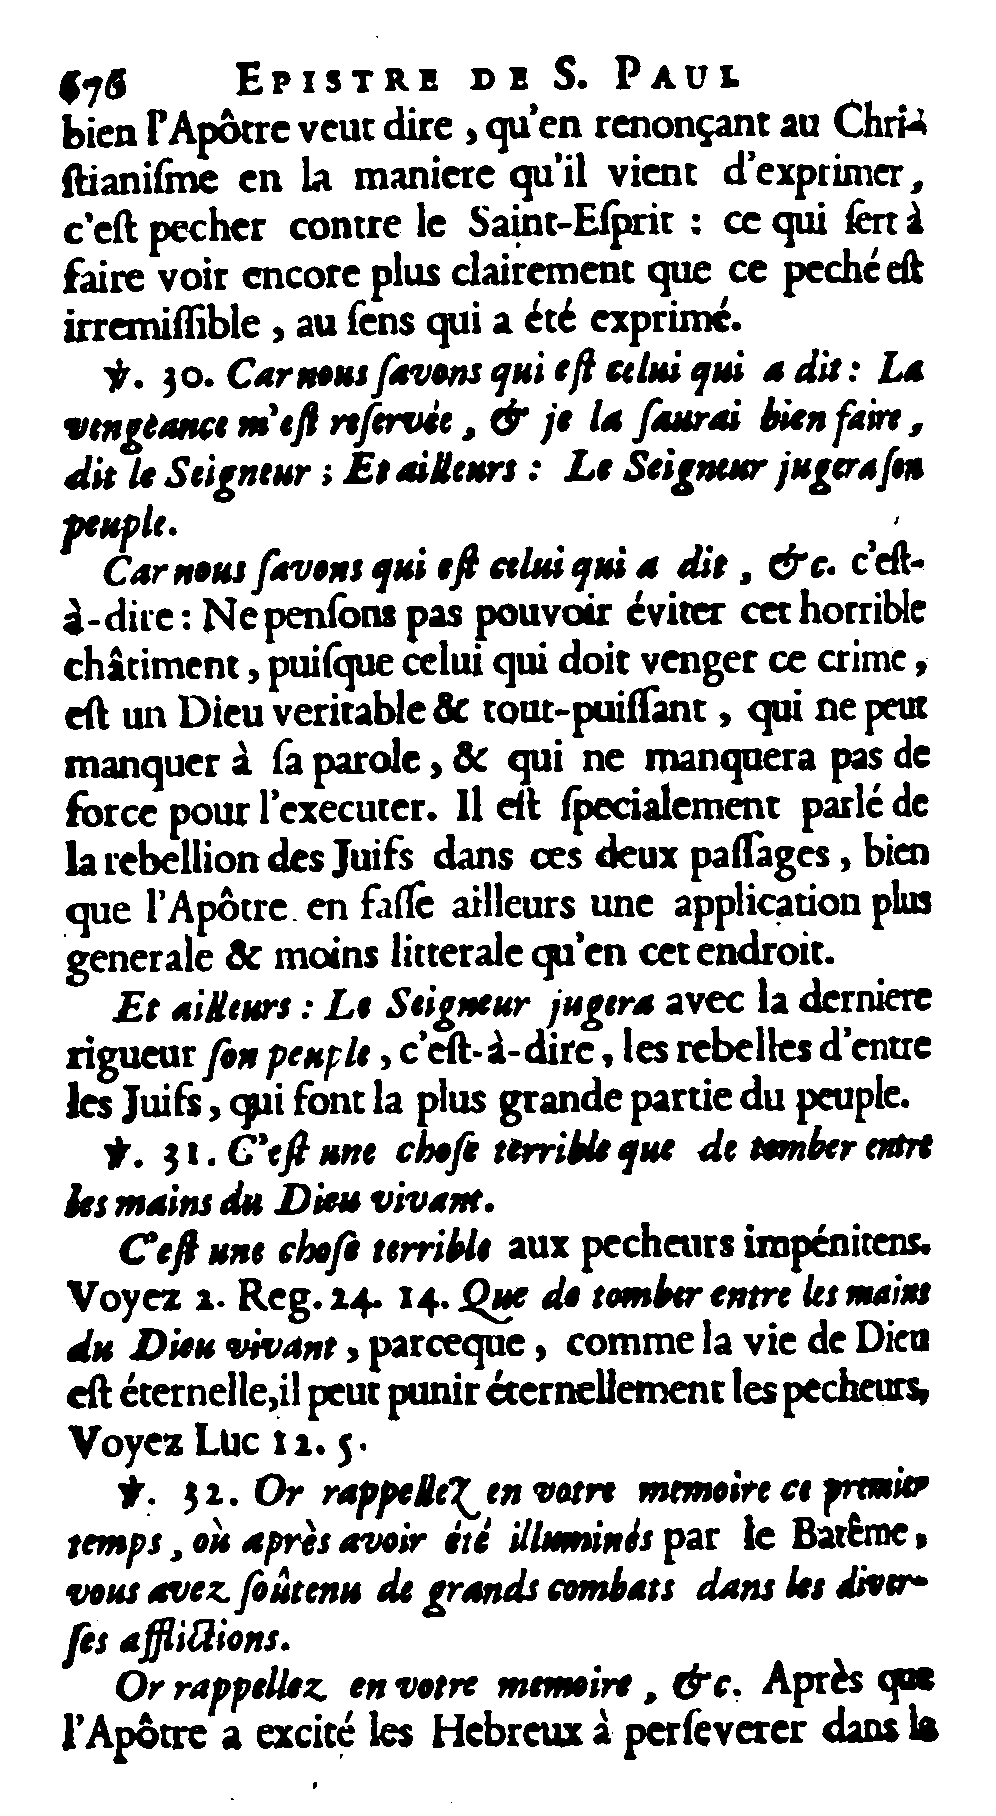 676 EPISTRE DE S. PAUL
bien l'Apôtre veut dire, qu'en renonçant au Chri-
ſtianiſme en la maniere qu'il vient d'exprimer,
c'eſt pecher contre le Saint-Eſprit : ce qui ſert à
faire voir encore plus clairement que ce peché eſt
irremiſſible, au ſens qui a été exprimé.
℣. 30. Car nous ſavons qui eſt celui qui a dit : La
vengeance m'eſt reſervée, & je la ſaurai bien faire,
dit le Seigneur ; Et ailleurs : Le Seigneur jugera ſon
peuple.
Car nous ſavons qui eſt celui qui a dit, &c. c'eſt-
à-dire : Ne penſons pas pouvoir éviter cet horrible
châtiment, puiſque celui qui doit venger ce crime,
eſt un Dieu veritable & tout-puiſſant, qui ne peut
manquer à ſa parole, & qui ne manquera pas de
force pour l'executer. Il eſt ſpecialement parlé de
la rebellion des Juifs dans ces deux paſſages, bien
que l'Apôtre en faſſe ailleurs une application plus
generale & moins litterale qu'en cet endroit.
Et ailleurs : Le Seigneur jugera avec la derniere
rigueur ſon peuple, c'eſt-à-dire, les rebelles d'entre
les Juifs, qui font la plus grande partie du peuple.
℣. 31. C'eſt une choſe terrible que de tomber entre
les mains du Dieu vivant.
C'eſt une choſe terrible aux pecheurs impénitens.
Voyez 2. Reg. 24. 14. Que de tomber entre les mains
du Dieu vivant, parceque, comme la vie de Dieu
eſt éternelle, il peut punir éternellement les pecheurs,
Voyez Luc 12. 5.
℣. 32. Or rappellez en votre memoire ce premier
temps, où après avoir été illuminés par le Batême,
vous avez ſoûtenu de grands combats dans les diver-
ſes afflictions.
Or rappellez en votre memoire, &c. Après que
l'Apôtre a excité les Hebreux à perſeverer dans la